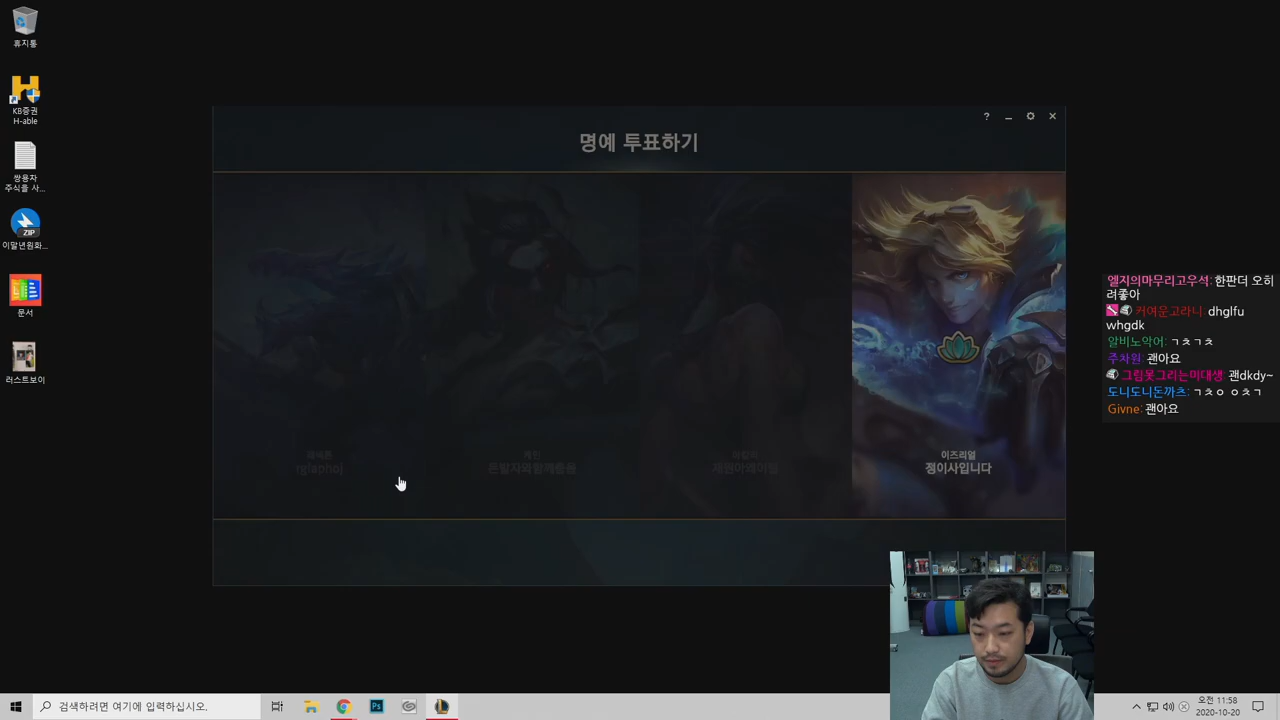 휴지통
KB증권
H-able
쌍용자
주식을 사...
ZIP
이말년원화...
문서
러스트보이
?
명예 투표하기
케인
이즈리얼
정이사입니다
엘지의마무리고우석: 한판더 오히
려좋아
커여운고라니: dhglfu
whgdk
알비노악어: ㄱㅊㄱㅊ
주차원: 괜아요
그림못그리는미대생: 괜dkdy~
도니도니돈까츠: ㄱㅊㅇ ㅇㅊㄱ
Givne: 괜아요
검색하려면 여기에 입력하십시오.
Ps
오전 11:58
2020-10-20